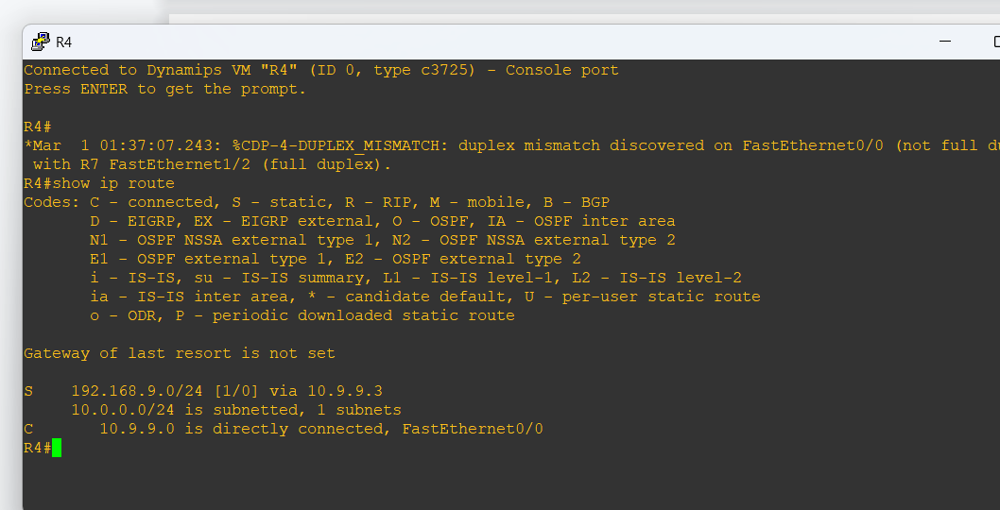 R4
Connected to Dynamips VM "R4" (ID 0, type c3725) - Console port
Press ENTER to get the prompt.
R4#
*Mar  1 01:37:07.243: %CDP-4-DUPLEX_MISMATCH: duplex mismatch discovered on FastEthernet0/0 (not full
with R7 FastEthernet1/2 (full duplex).
R4#show ip route
Codes: C - connected, S - static, R - RIP, M - mobile, B - BGP
       D - EIGRP, EX - EIGRP external, O - OSPF, IA - OSPF inter area
       N1 - OSPF NSSA external type 1, N2 - OSPF NSSA external type 2
       E1 - OSPF external type 1, E2 - OSPF external type 2
       i - IS-IS, su - IS-IS summary, L1 - IS-IS level-1, L2 - IS-IS level-2
       ia - IS-IS inter area, * - candidate default, U - per-user static route
       o - ODR, P - periodic downloaded static route
Gateway of last resort is not set
S    192.168.9.0/24 [1/0] via 10.9.9.3
     10.0.0.0/24 is subnetted, 1 subnets
C       10.9.9.0 is directly connected, FastEthernet0/0
R4#